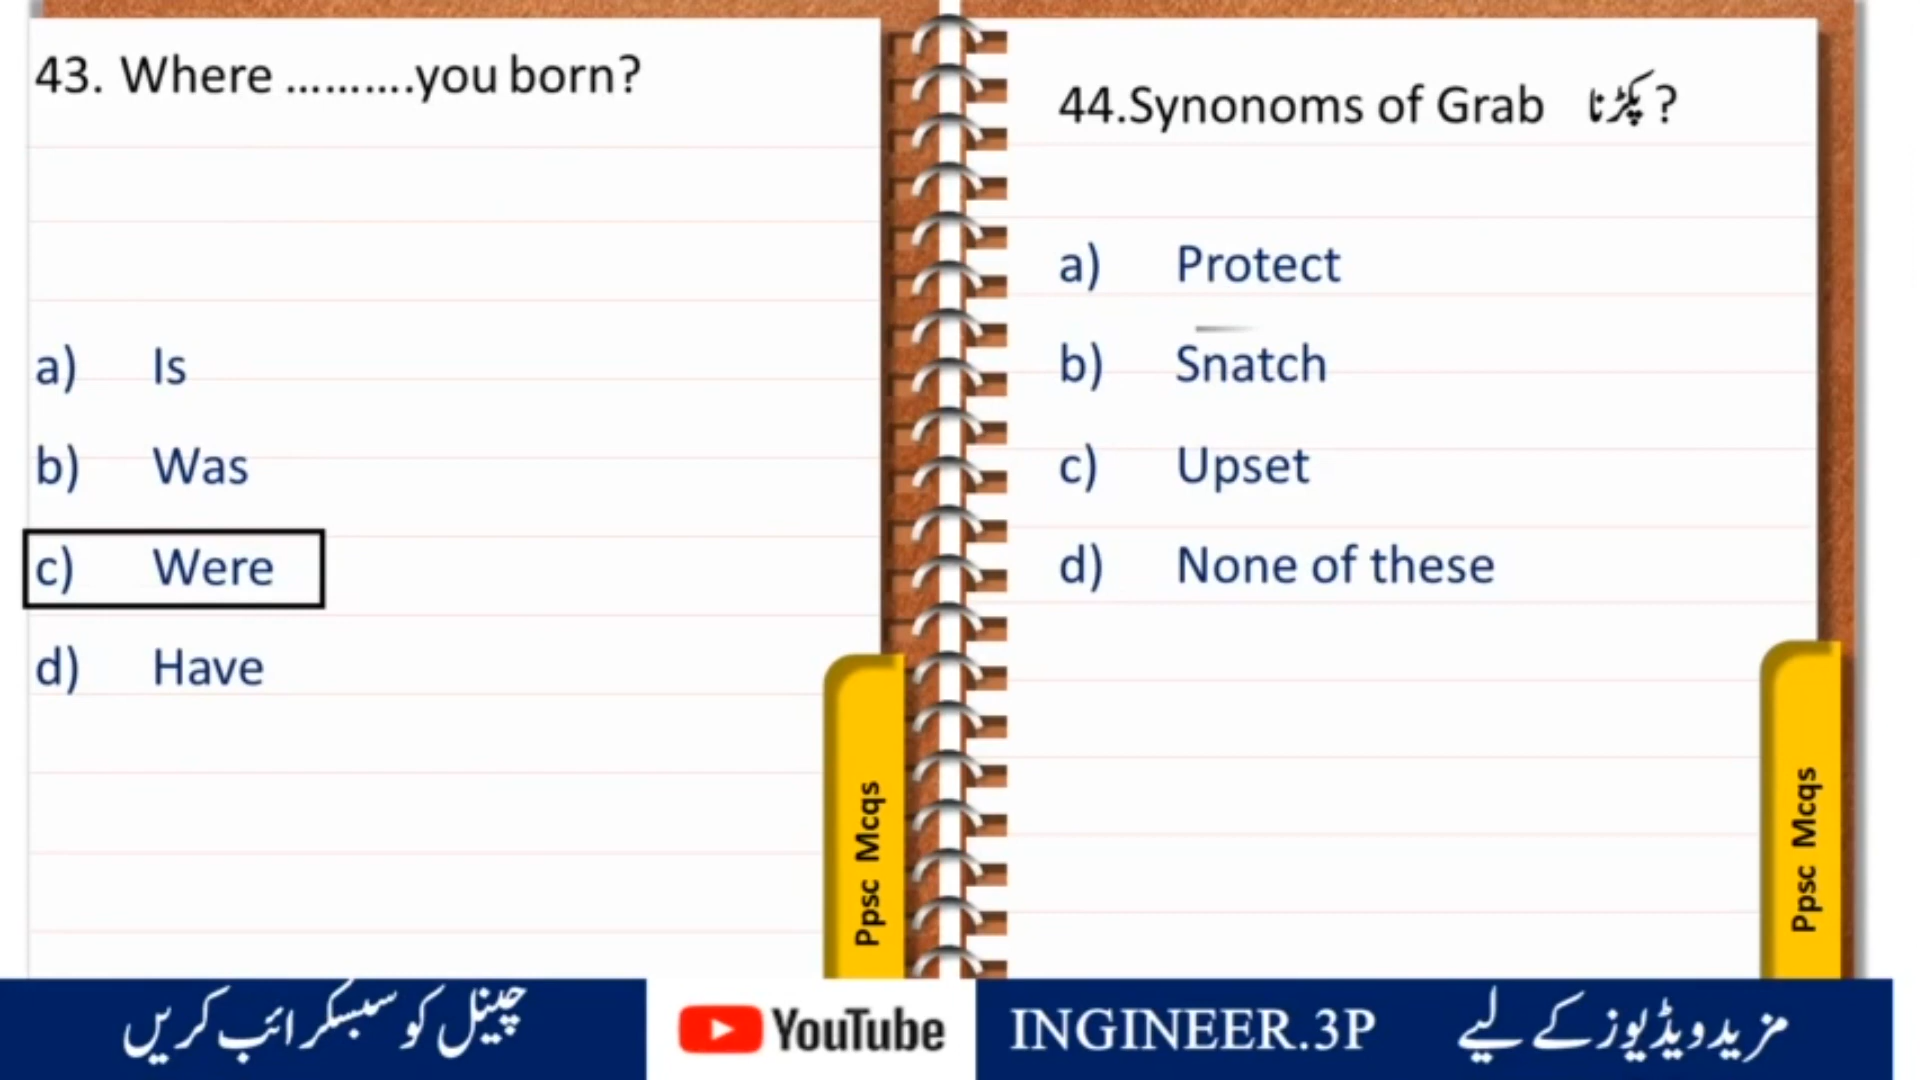 43. Where ..........you born?
a) Is
b) Was
c) Were
d) Have
Ppsc Mcqs
44.Synonoms of Grab پکڑنا ?
a) Protect
b) Snatch
c) Upset
d) None of these
Ppsc Mcqs
چینل کو سبسکرائب کریں
YouTube
INGINEER.3P
مزید ویڈیوز کے لیے